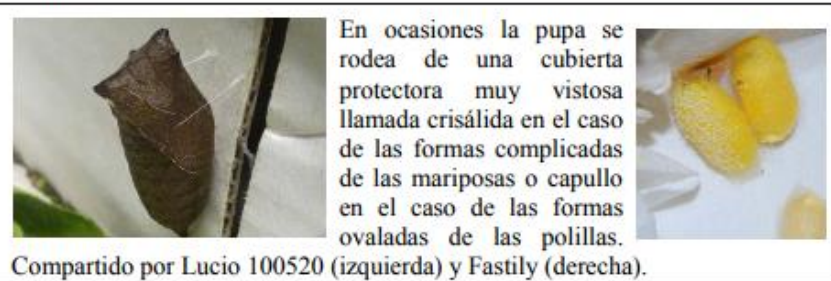 En ocasiones la pupa se
rodea de una cubierta
protectora muy vistosa
llamada crisálida en el caso
de las formas complicadas
de las mariposas o capullo
en el caso de las formas
ovaladas de las polillas.
Compartido por Lucio 100520 (izquierda) y Fastily (derecha).